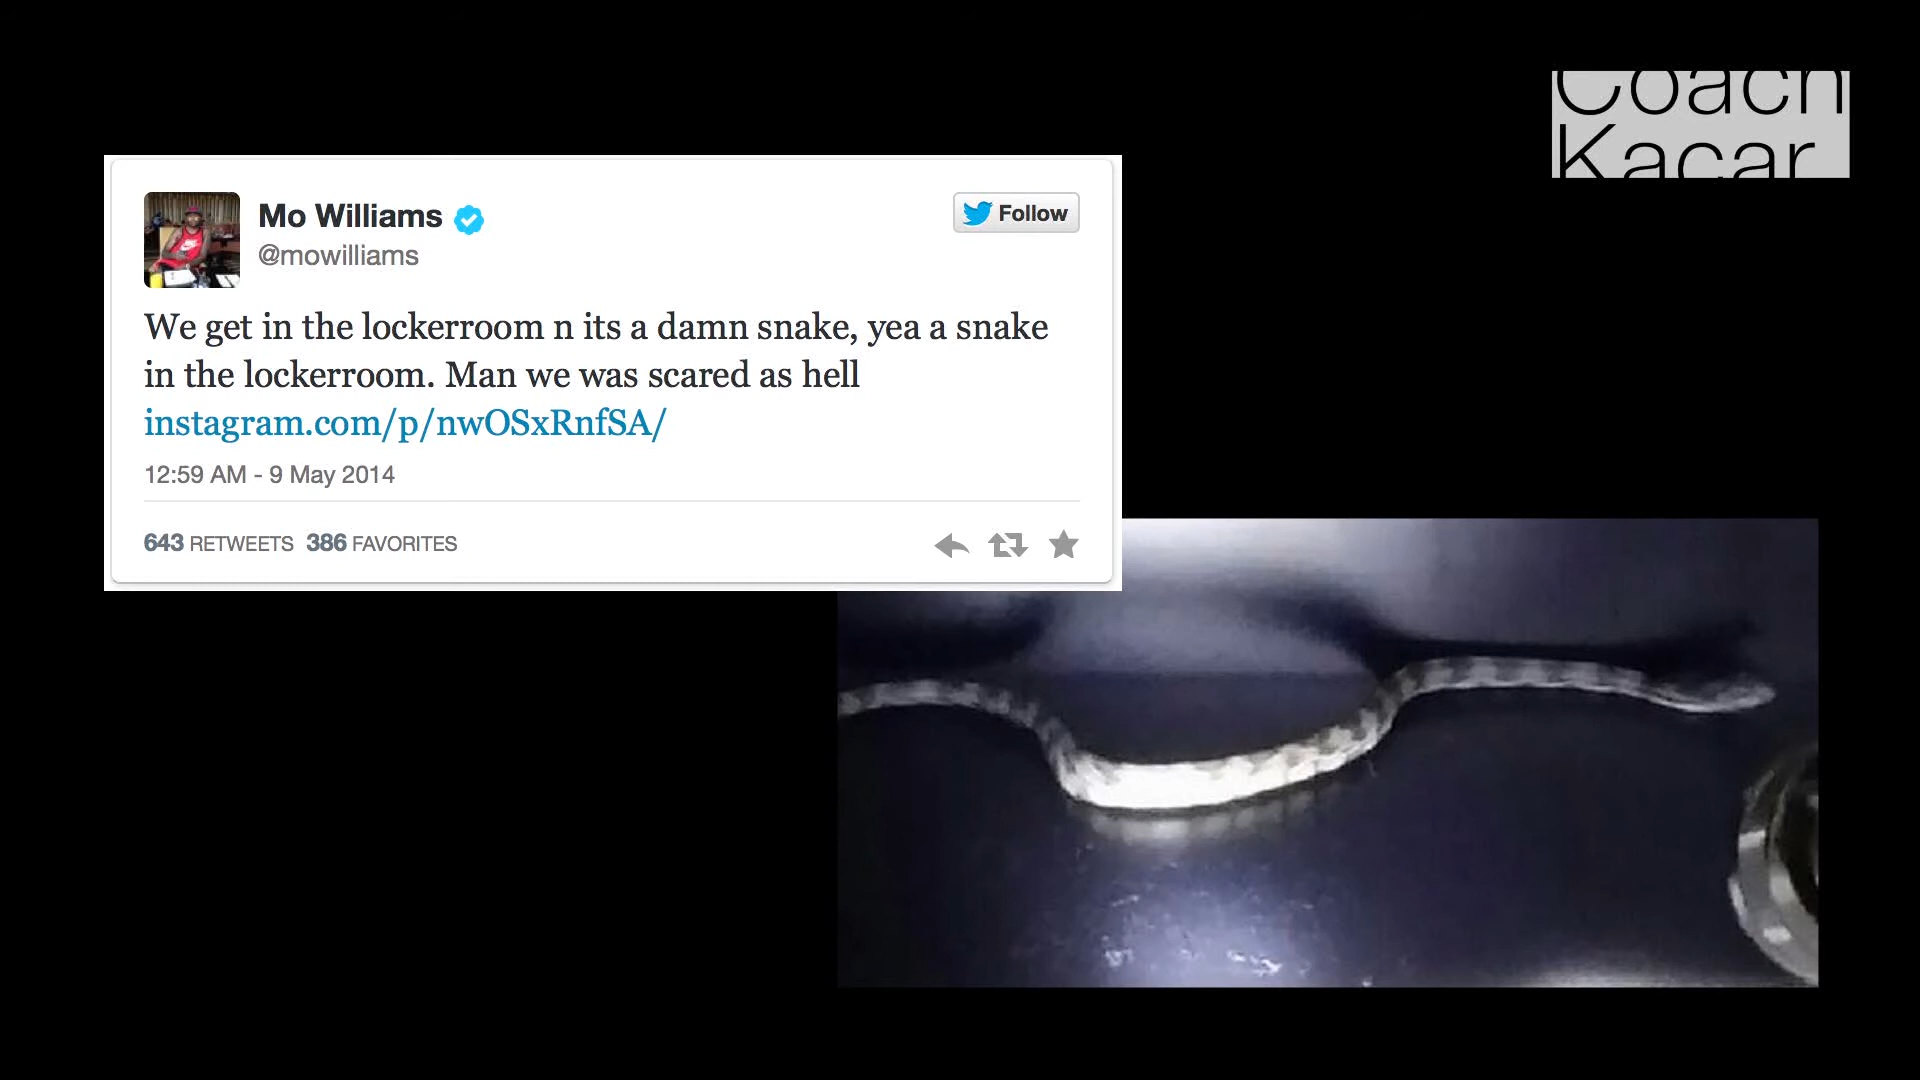 Coach
Kacar
Mo Williams
@mowilliams
Follow
We get in the lockerroom n its a damn snake, yea a snake
in the lockerroom. Man we was scared as hell
instagram.com/p/nwOSxRnfSA/
12:59 AM - 9 May 2014
643 RETWEETS 386 FAVORITES